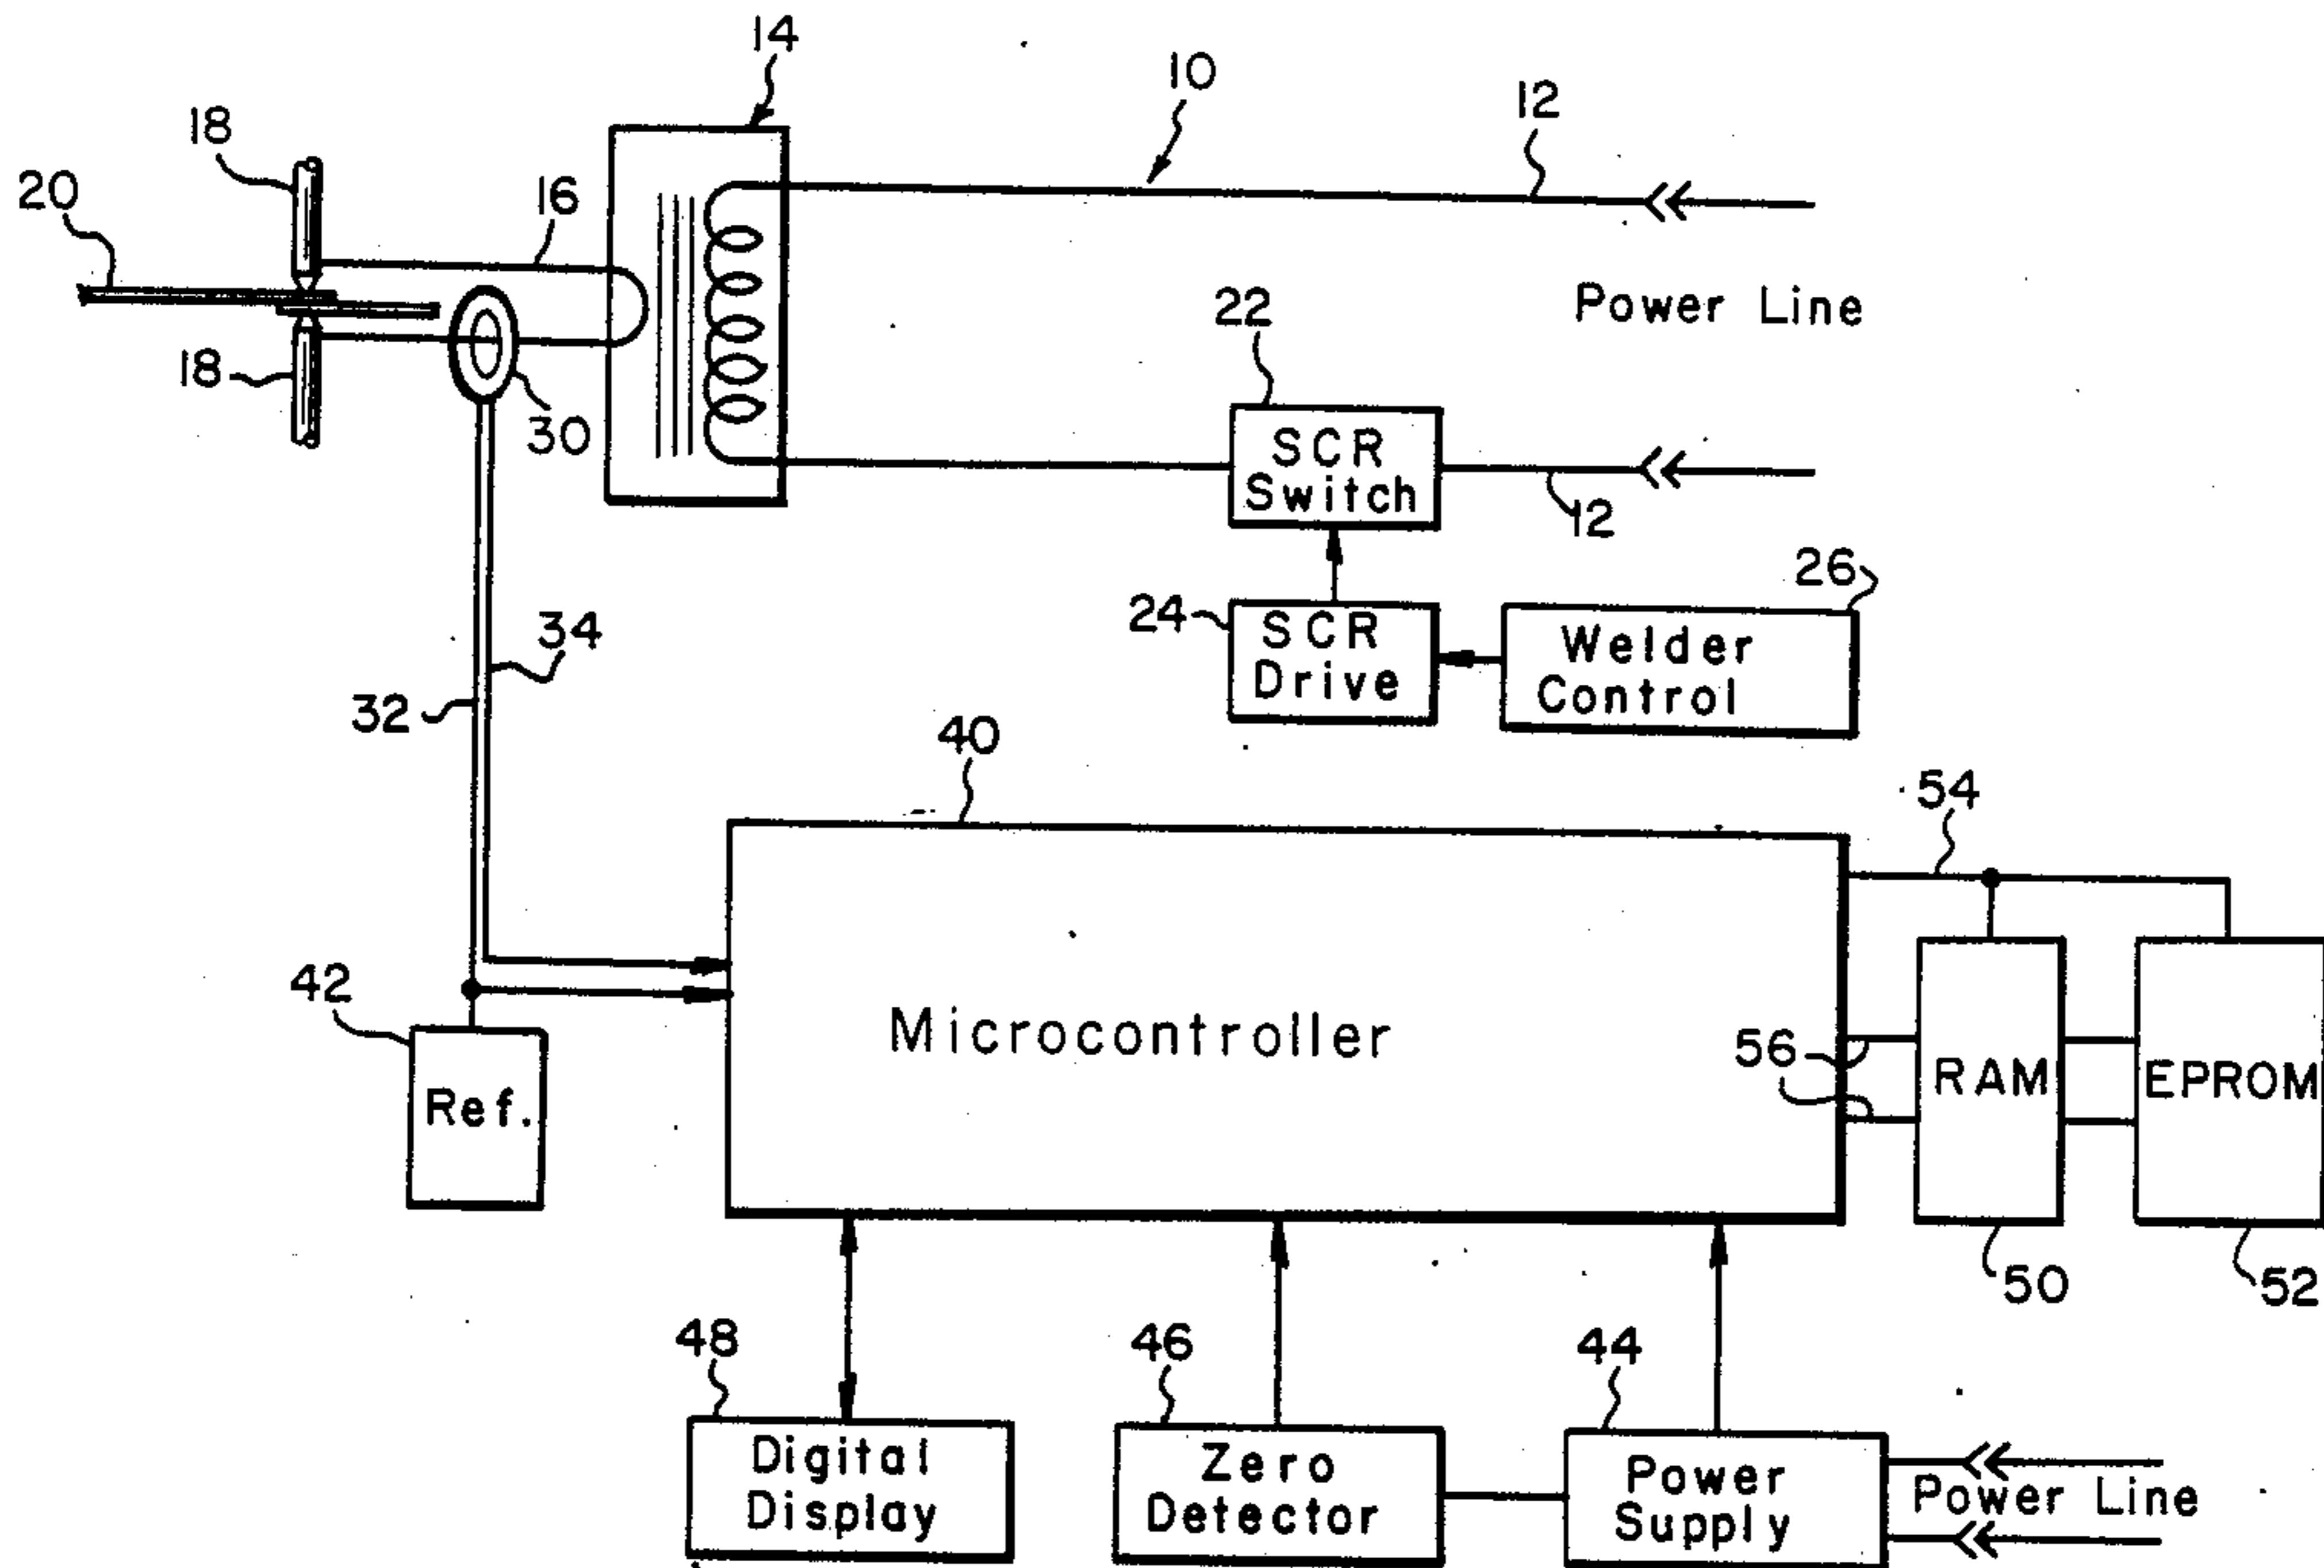 14
10
12
18
20
16
22
Power Line
18
30
SCR
Switch
12
26
24
SCR
Drive
Welder
Control
34
32
40
54
42
Microcontroller
56
Ref.
RAM
EPROM
50
52
48
46
44
Digital
Display
Zero
Detector
Power
Supply
Power Line